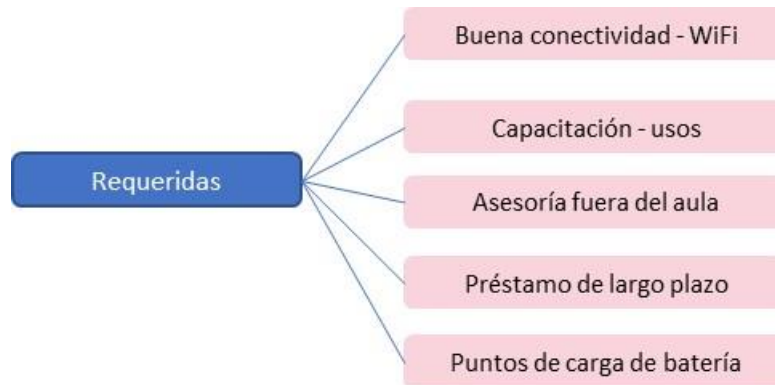 Requeridas
Buena conectividad - WiFi
Capacitación - usos
Asesoría fuera del aula
Préstamo de largo plazo
Puntos de carga de batería